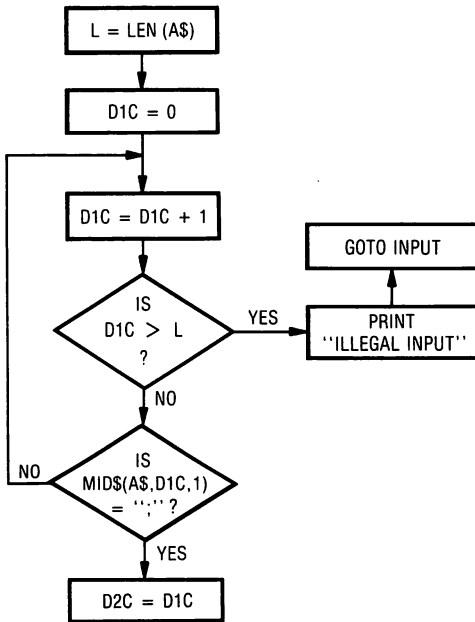 L = LEN (A$)
D1C = 0
D1C = D1C + 1
IS
D1C > L
?
YES
PRINT
‘‘ILLEGAL INPUT’’
GOTO INPUT
NO
IS
MID$(A$,D1C,1)
= ‘‘;’’ ?
NO
YES
D2C = D1C